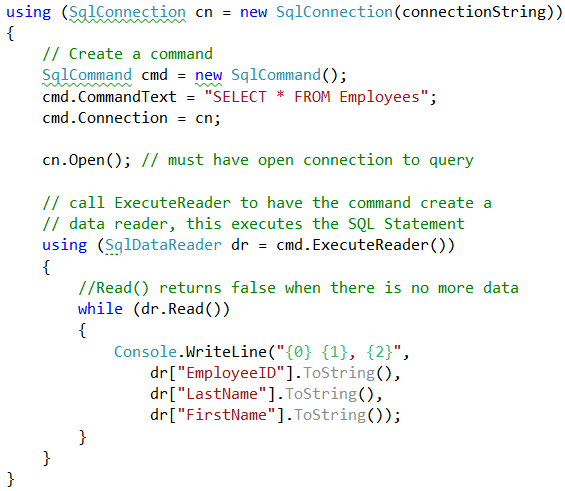 using (SqlConnection cn = new SqlConnection(connectionString))
{
    // Create a command
    SqlCommand cmd = new SqlCommand();
    cmd.CommandText = "SELECT * FROM Employees";
    cmd.Connection = cn;

    cn.Open(); // must have open connection to query

    // call ExecuteReader to have the command create a
    // data reader, this executes the SQL Statement
    using (SqlDataReader dr = cmd.ExecuteReader())
    {
        //Read() returns false when there is no more data
        while (dr.Read())
        {
            Console.WriteLine("{0} {1}, {2}",
                dr["EmployeeID"].ToString(),
                dr["LastName"].ToString(),
                dr["FirstName"].ToString());
        }
    }
}